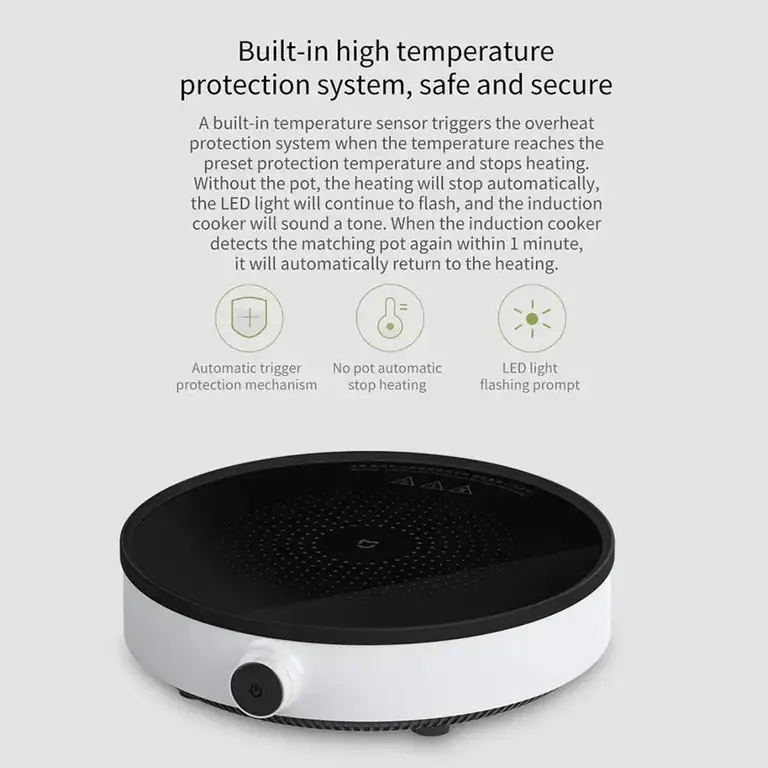 Built-in high temperature
protection system, safe and secure
A built-in temperature sensor triggers the overheat
protection system when the temperature reaches the
preset protection temperature and stops heating.
Without the pot, the heating will stop automatically,
the LED light will continue to flash, and the induction
cooker will sound a tone. When the induction cooker
detects the matching pot again within 1 minute,
it will automatically return to the heating.
Automatic trigger
protection mechanism
No pot automatic
stop heating
LED light
flashing prompt